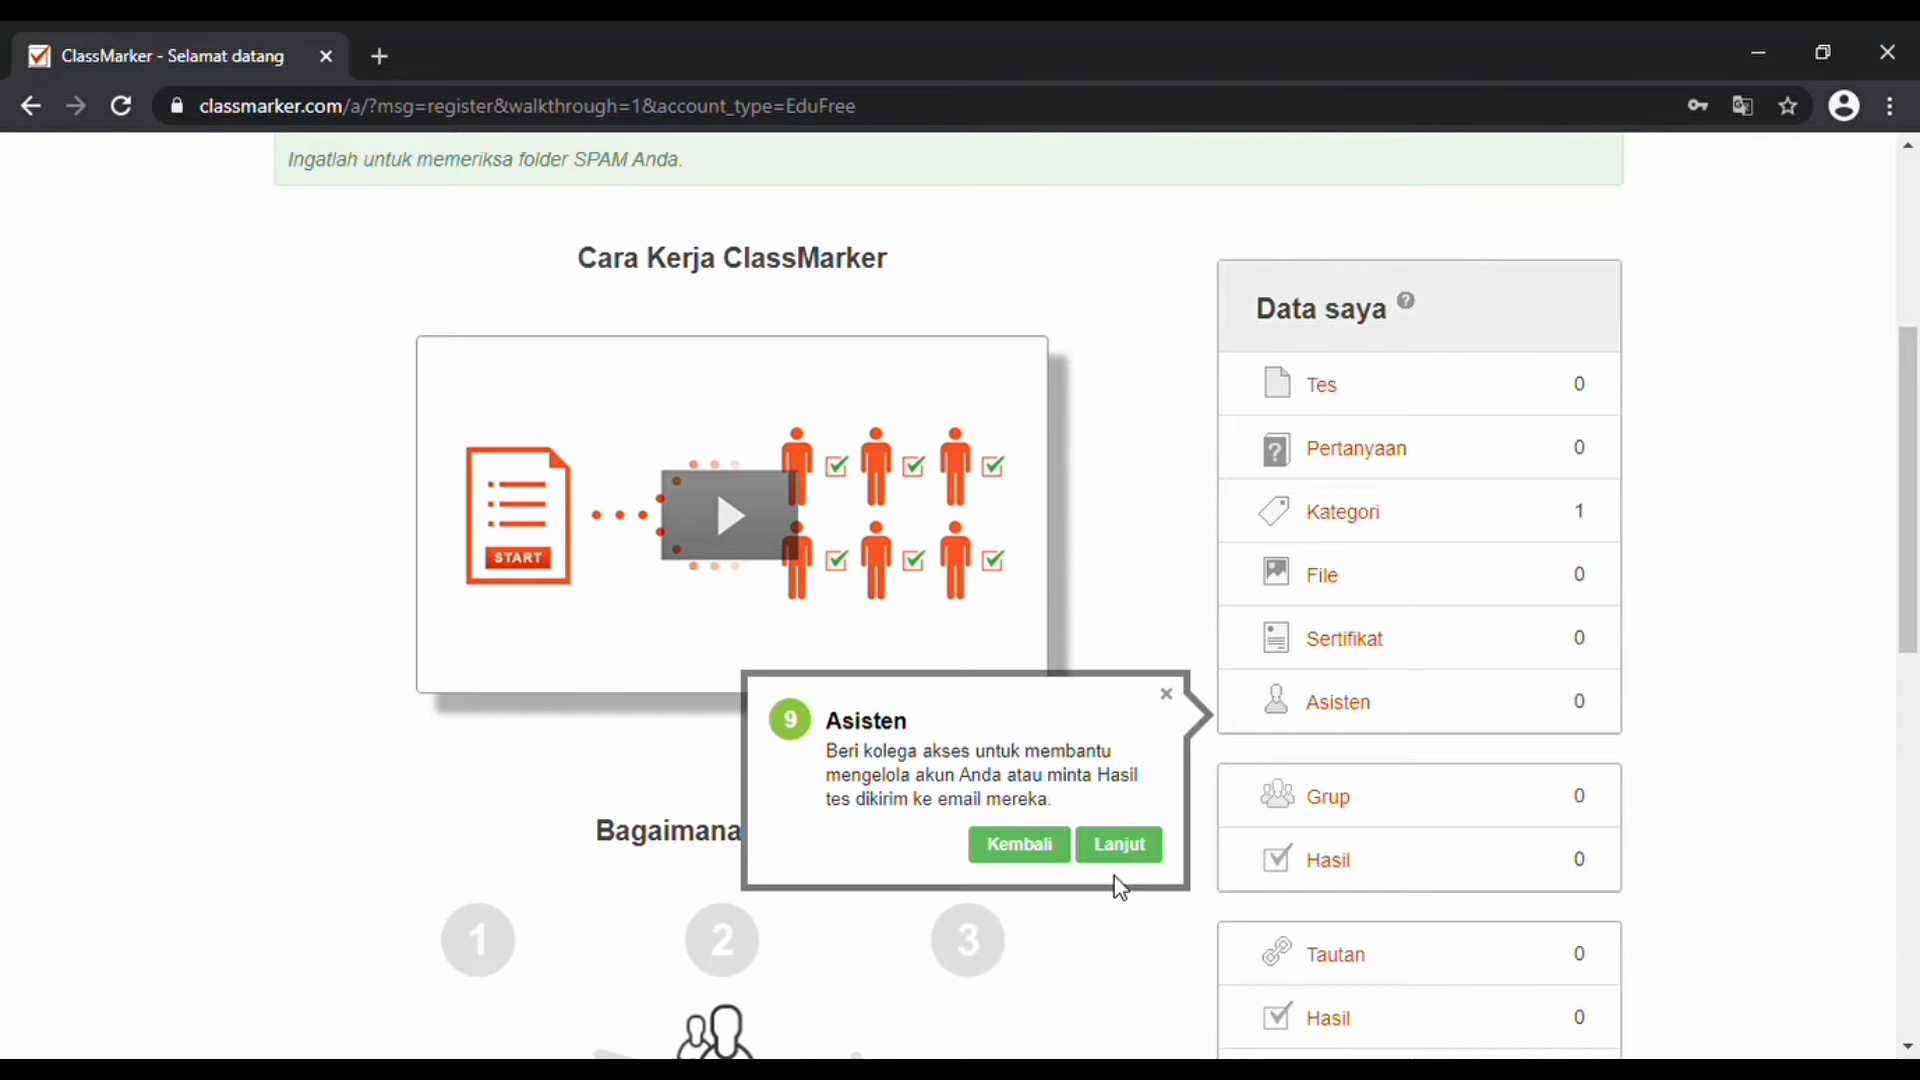 ClassMarker - Selamat datang
classmarker.com/a/?msg=register&walkthrough=1&account_type=EduFree
Ingatlah untuk memeriksa folder SPAM Anda.
Cara Kerja ClassMarker
START
Data saya ?
Tes 0
Pertanyaan 0
Kategori 1
File 0
Sertifikat 0
Asisten 0
9 Asisten
Beri kolega akses untuk membantu
mengelola akun Anda atau minta Hasil
tes dikirim ke email mereka.
Kembali Lanjut
Grup 0
Hasil 0
Bagaimana
1 2 3
Tautan 0
Hasil 0